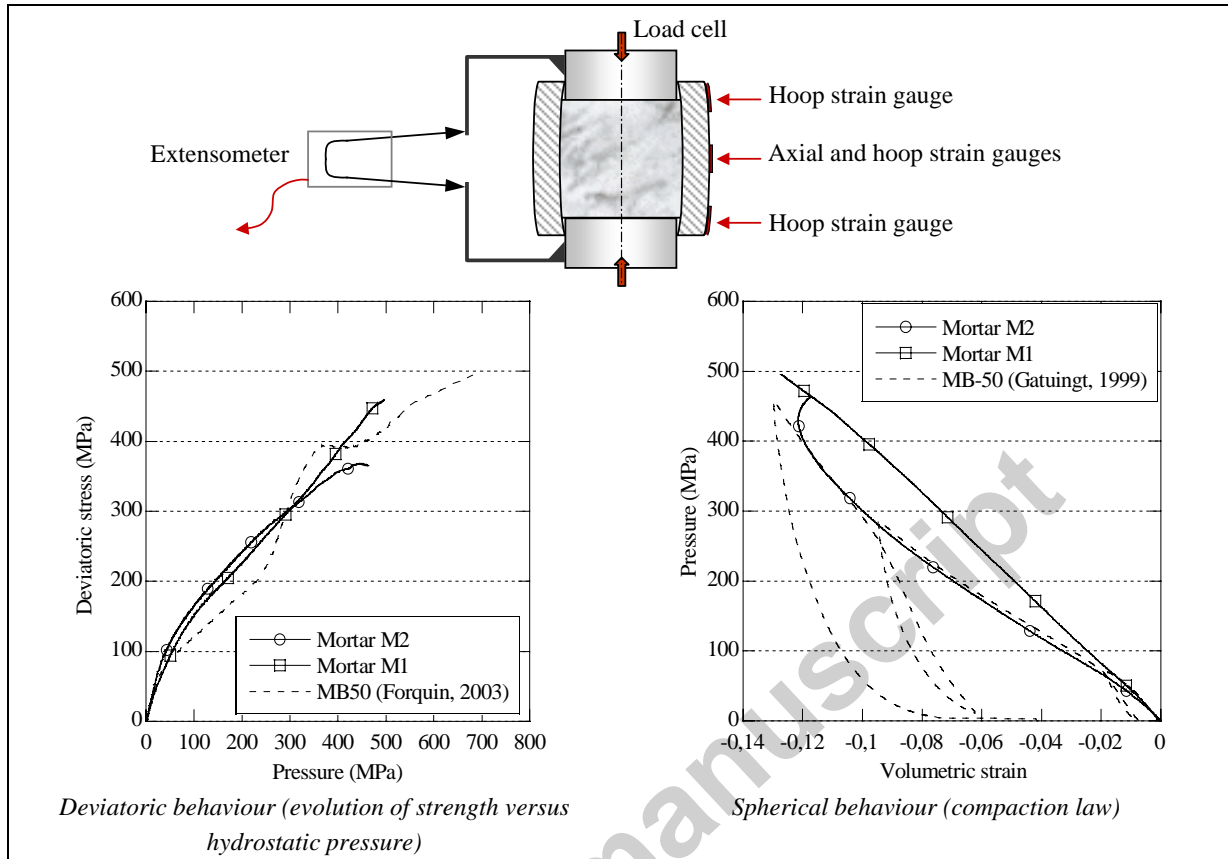 Load cell
Hoop strain gauge
Extensometer
Axial and hoop strain gauges
Hoop strain gauge
600
500
400
300
200
100
0
Deviatoric stress (MPa)
Mortar M2
Mortar M1
MB50 (Forquin, 2003)
0 100 200 300 400 500 600 700 800
Pressure (MPa)
Deviatoric behaviour (evolution of strength versus
hydrostatic pressure)
600
500
400
300
200
100
0
Pressure (MPa)
Mortar M2
Mortar M1
MB-50 (Gatuingt, 1999)
-0,14 -0,12 -0,1 -0,08 -0,06 -0,04 -0,02 0
Volumetric strain
Spherical behaviour (compaction law)
manuscript